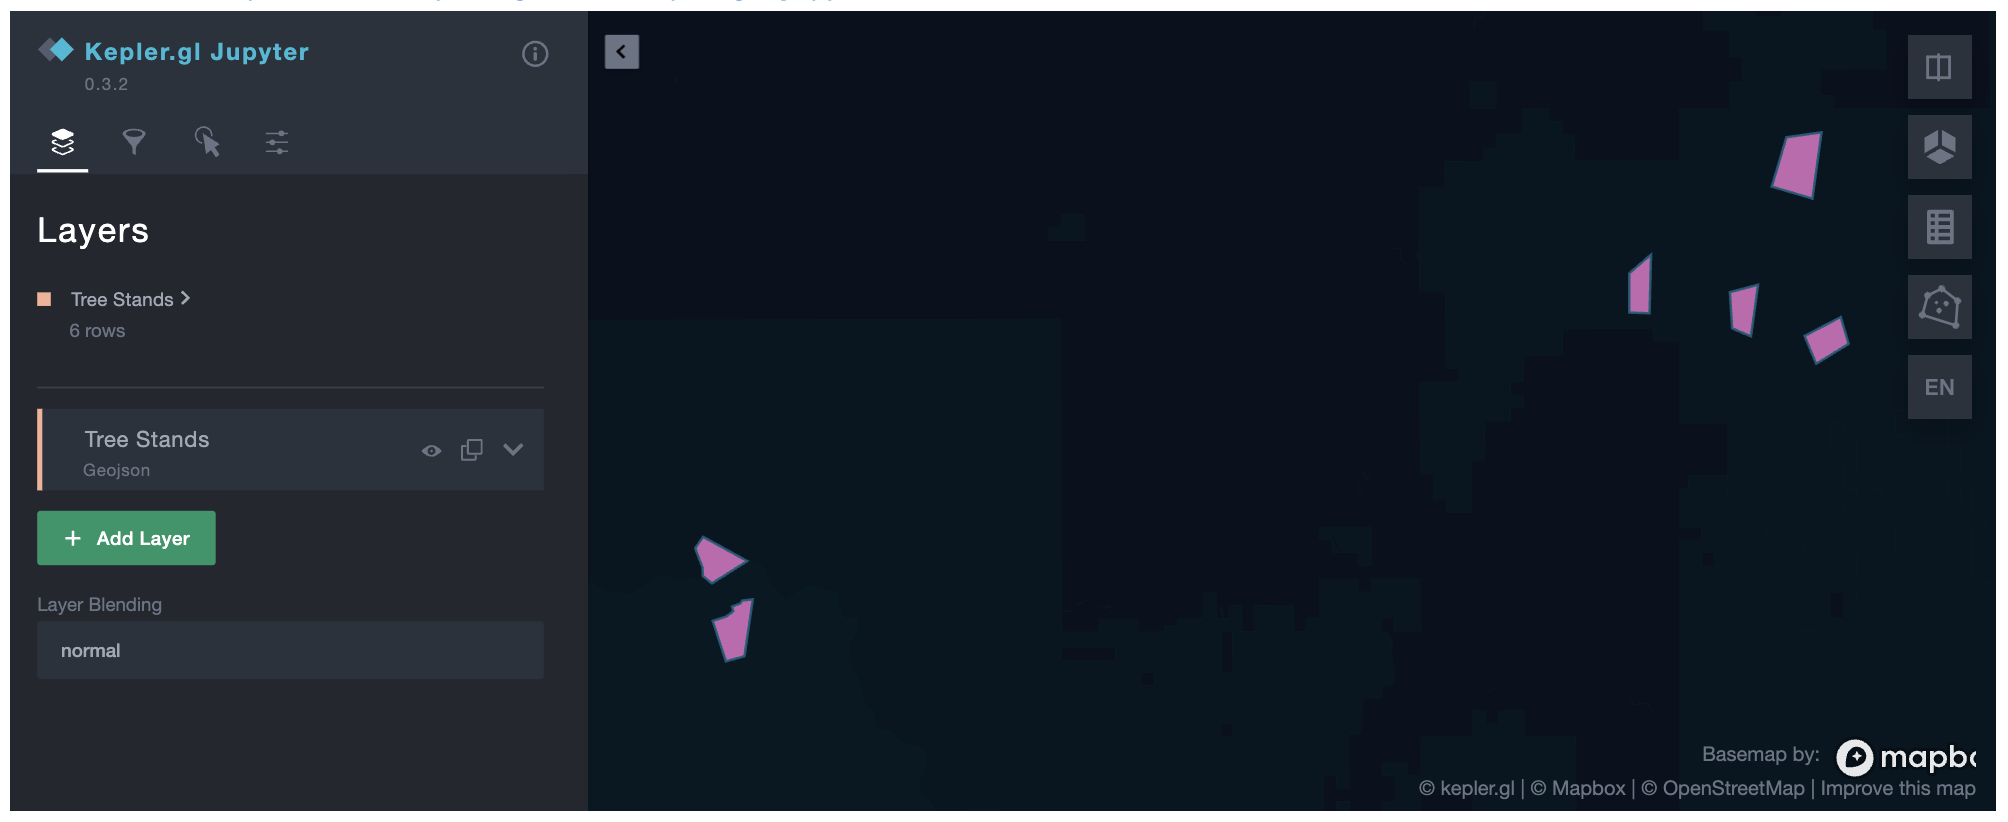 Kepler.gl Jupyter
0.3.2
Layers
Tree Stands
6 rows
Tree Stands
Geojson
+ Add Layer
Layer Blending
normal
EN
Basemap by:
© kepler.gl | © Mapbox | © OpenStreetMap | Improve this map